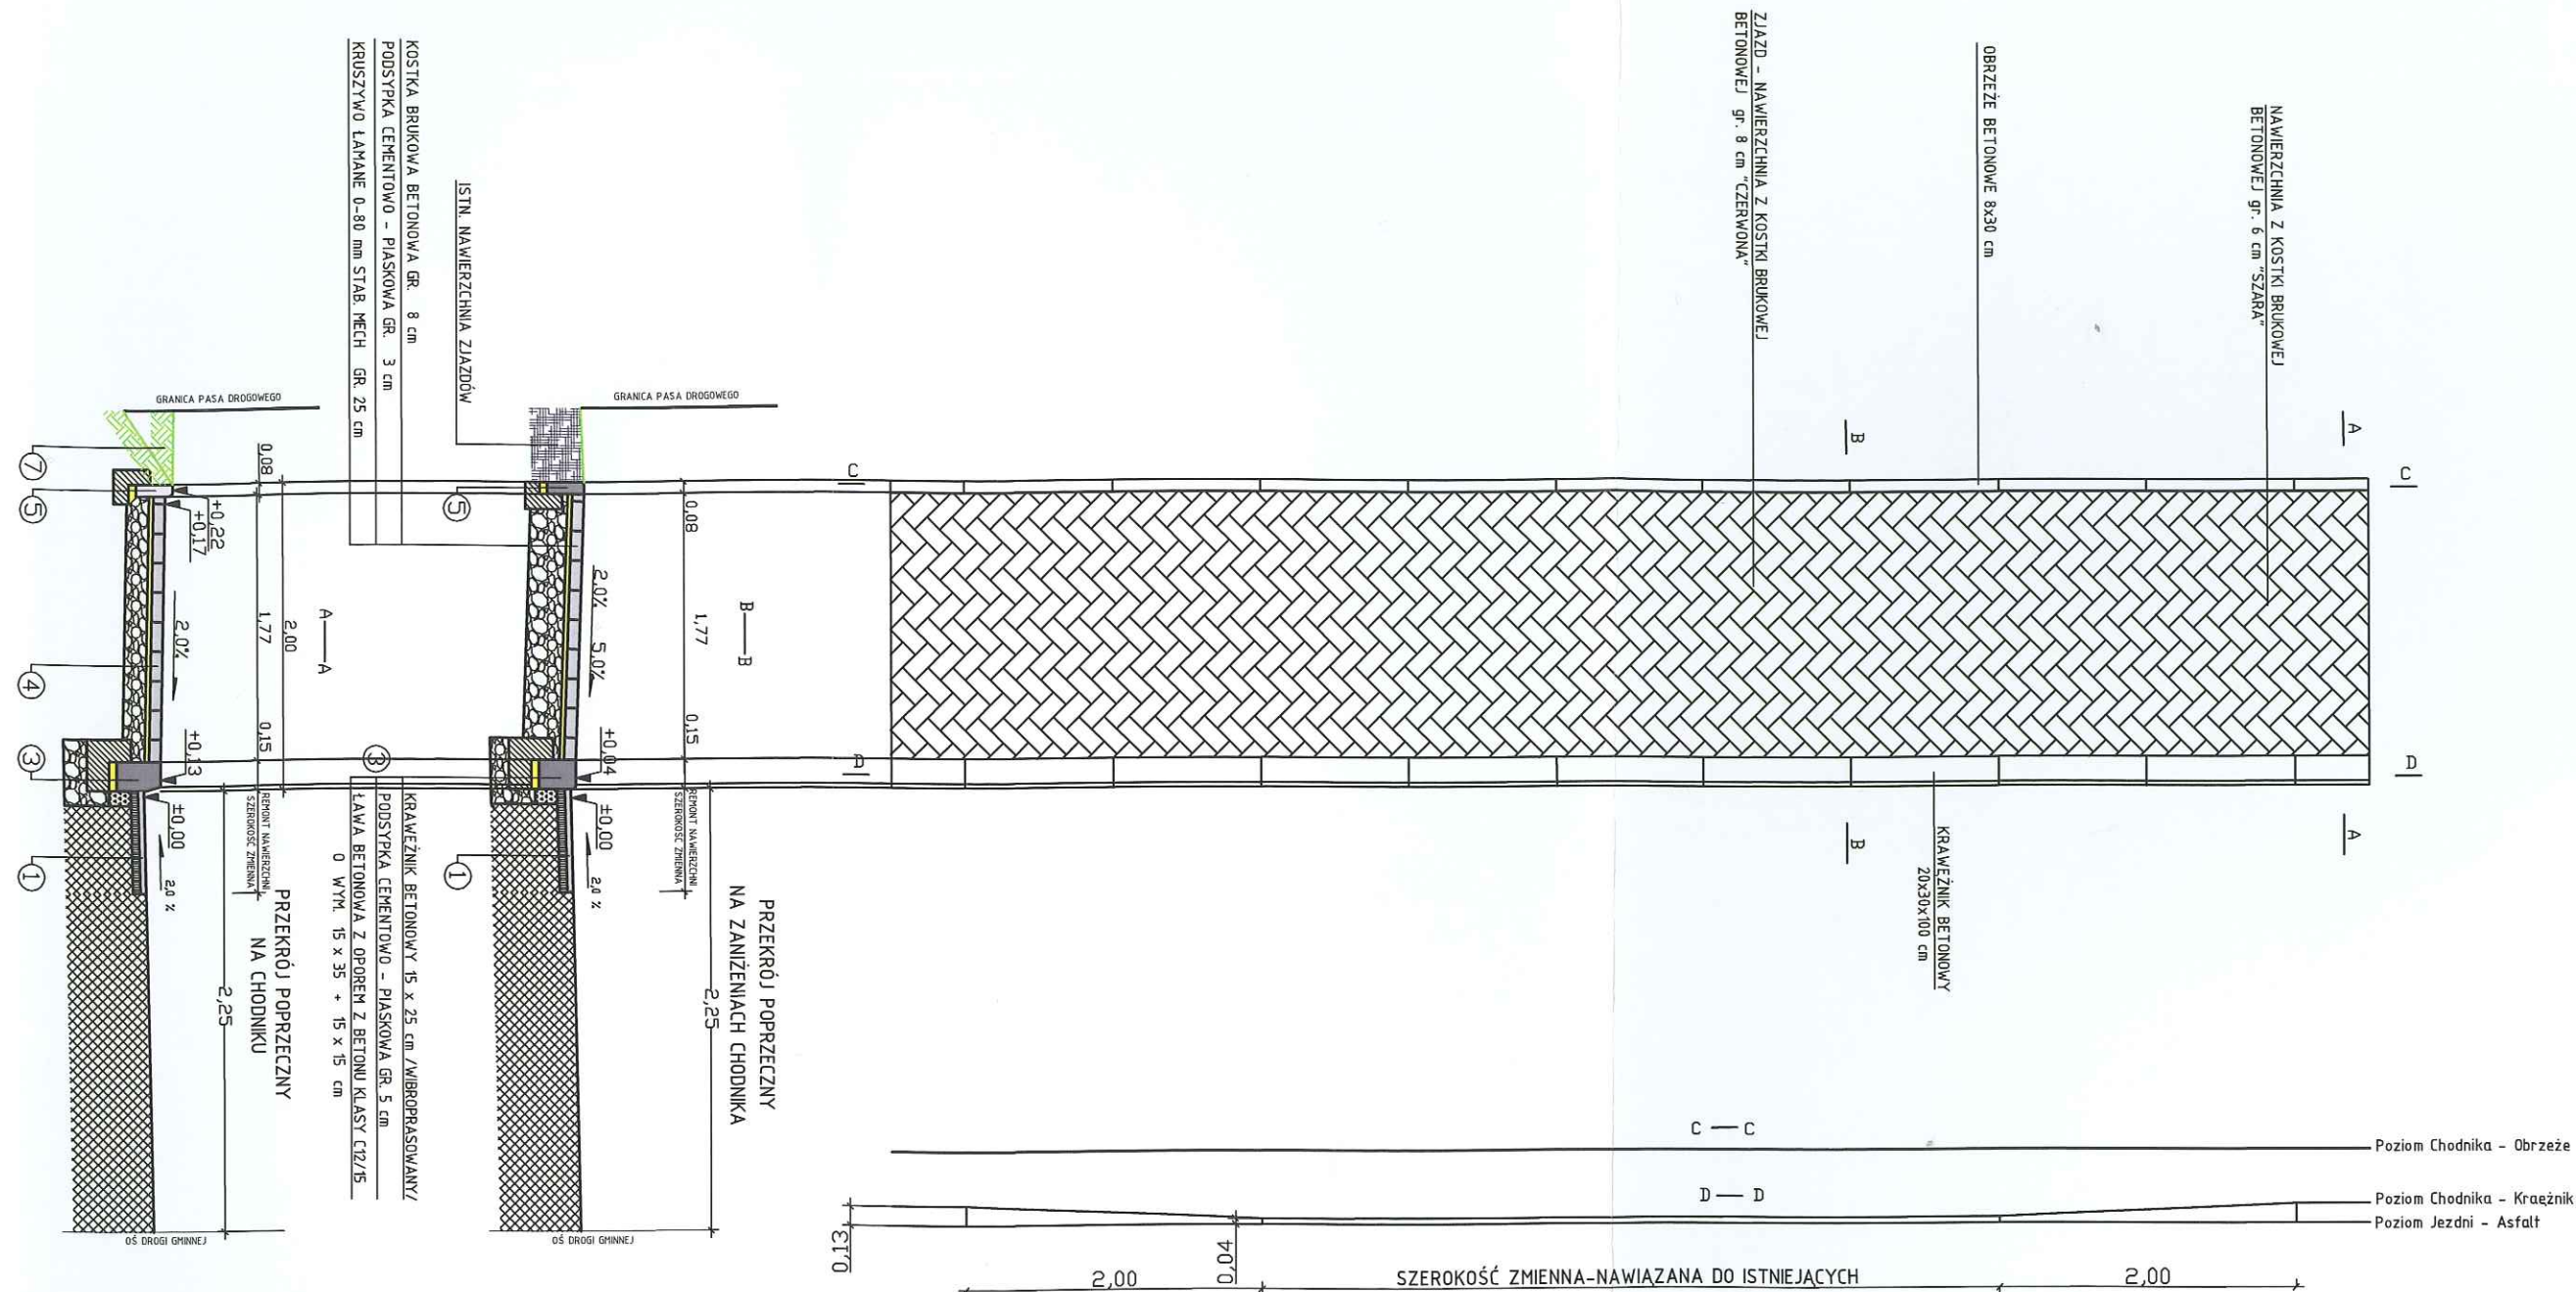 ZJAZD - NAWIERZCHNIA Z KOSTKI BRUKOWEJ
BETONOWEJ gr. 8 cm "CZERWONA"
OBRZEŻE BETONOWE 8x30 cm
NAWIERZCHNIA Z KOSTKI BRUKOWEJ
BETONOWEJ gr. 6 cm "SZARA"
KOSTKA BRUKOWA BETONOWA GR. 8 cm
PODSYPKA CEMENTOWO - PIASKOWA GR. 3 cm
KRUSZYWO ŁAMANE 0-80 mm STAB. MECH GR. 25 cm
ISTN. NAWIERZCHNIA ZJAZDÓW
GRANICA PASA DROGOWEGO
GRANICA PASA DROGOWEGO
A
B
C
C
7
5
0,08
+0,22
+0,17
2,0%
1,77
2,00
A
A
4
+0,13
0,15
3
±0,00
REMONT NAWIERZCHNI
SZEROKOŚĆ ZMIENNA
1
2,0 %
PRZEKRÓJ POPRZECZNY
NA CHODNIKU
2,25
OŚ DROGI GMINNEJ
5
0,08
2,0%
5,0%
1,77
B
B
0,15
+0,04
3
KRAWĘŻNIK BETONOWY 15 x 25 cm /WIBROPRASOWANY/
PODSYPKA CEMENTOWO - PIASKOWA GR. 5 cm
ŁAWA BETONOWA Z OPOREM Z BETONU KLASY C12/15
O WYM. 15 x 35 + 15 x 15 cm
±0,00
REMONT NAWIERZCHNI
SZEROKOŚĆ ZMIENNA
1
2,0 %
PRZEKRÓJ POPRZECZNY
NA ZANIŻENIACH CHODNIKA
2,25
OŚ DROGI GMINNEJ
D
D
B
A
KRAWĘŻNIK BETONOWY
20x30x100 cm
C
C
Poziom Chodnika - Obrzeże
D
D
Poziom Chodnika - Kraężnik
Poziom Jezdni - Asfalt
0,13
0,04
2,00
SZEROKOŚĆ ZMIENNA-NAWIĄZANA DO ISTNIEJĄCYCH
2,00